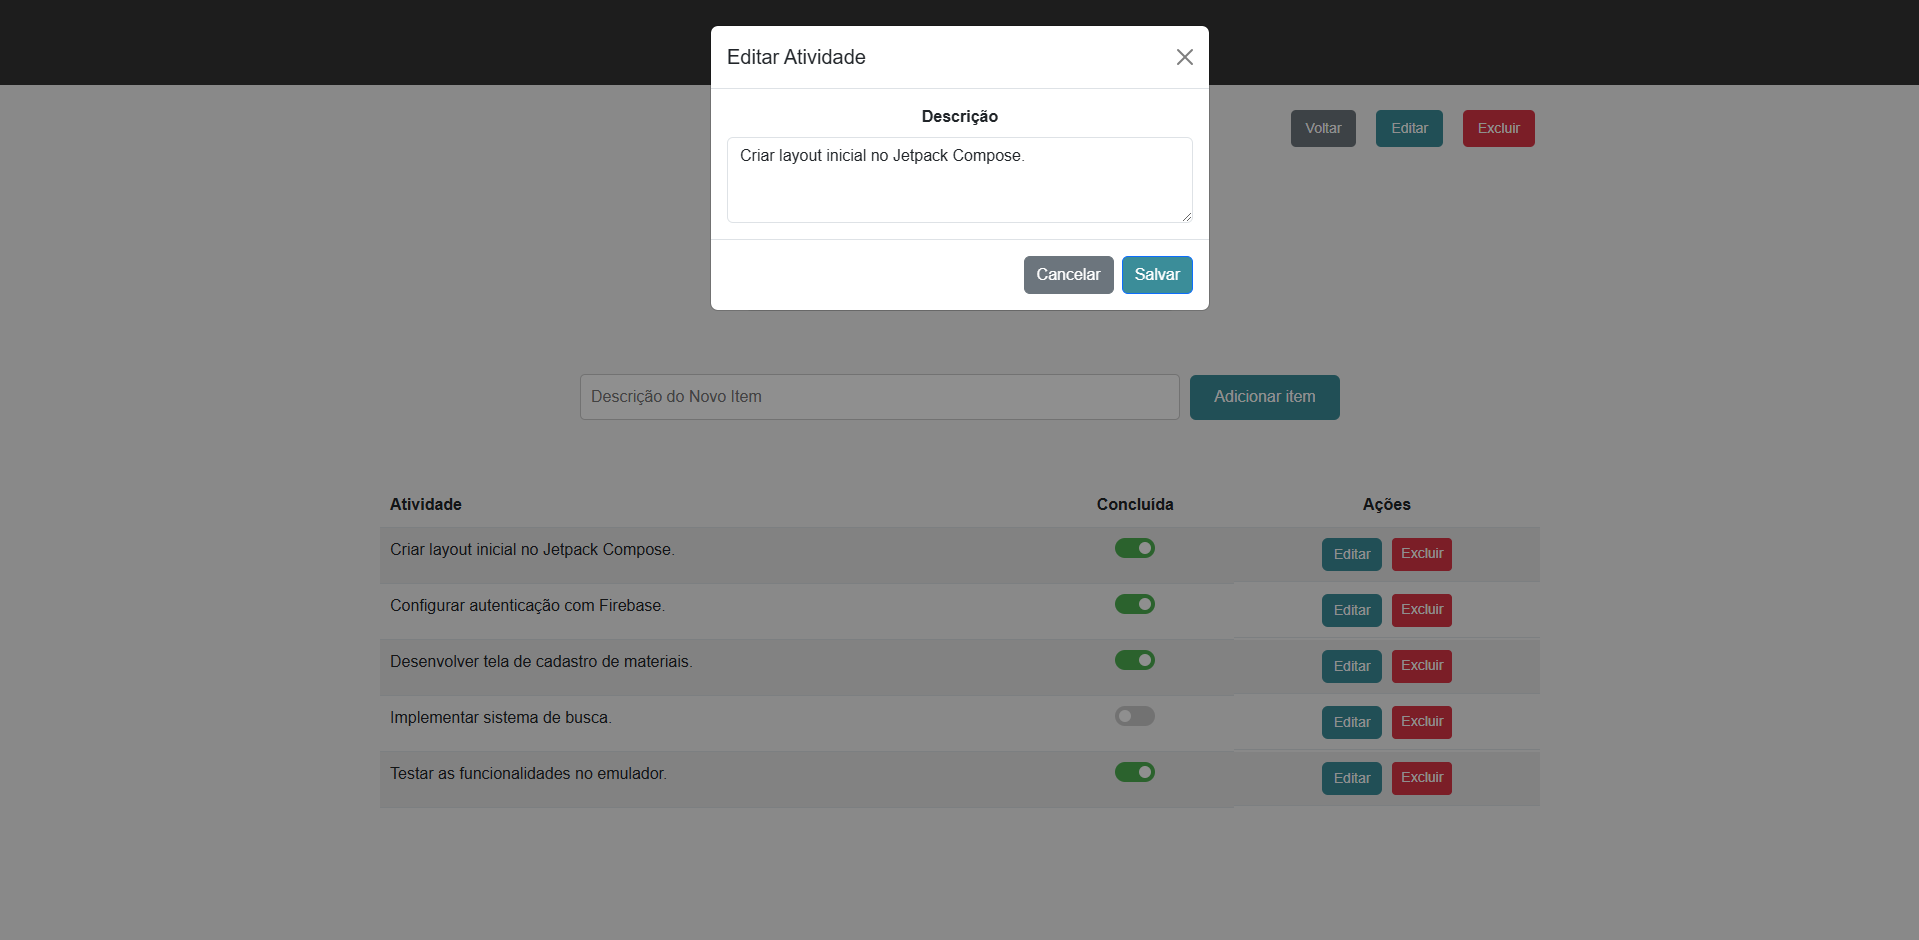 Editar Atividade
Descrição
Criar layout inicial no Jetpack Compose.
Cancelar Salvar
Voltar Editar Excluir
Descrição do Novo Item Adicionar item
Atividade Concluída Ações
Criar layout inicial no Jetpack Compose. Editar Excluir
Configurar autenticação com Firebase. Editar Excluir
Desenvolver tela de cadastro de materiais. Editar Excluir
Implementar sistema de busca. Editar Excluir
Testar as funcionalidades no emulador. Editar Excluir